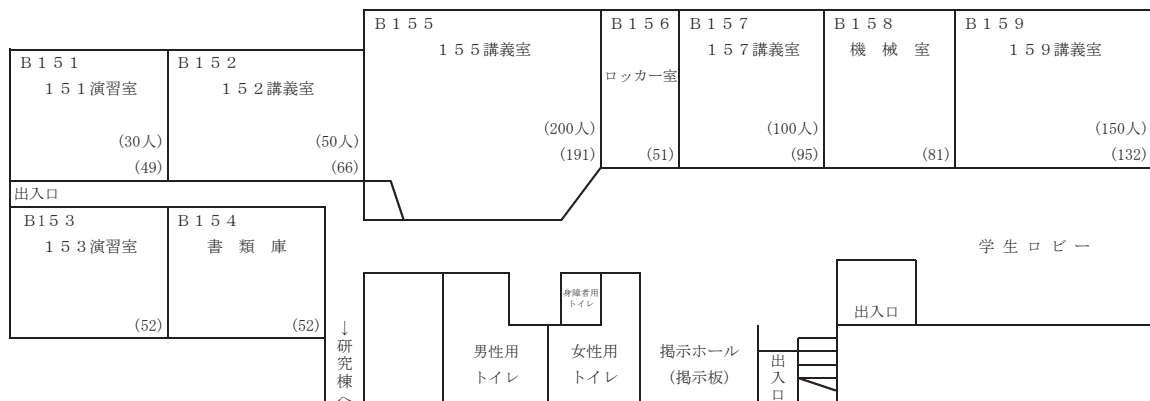 B151
151演習室
(30人)
(49)
B152
152講義室
(50人)
(66)
B155
155講義室
(200人)
(191)
B156
ロッカー室
(51)
B157
157講義室
(100人)
(95)
B158
機械室
(81)
B159
159講義室
(150人)
(132)
出入口
B153
153演習室
(52)
B154
書類庫
(52)
学生ロビー
↓研究棟へ
男性用
トイレ
身障者用
トイレ
女性用
トイレ
掲示ホール
(掲示板)
出入口
出入口